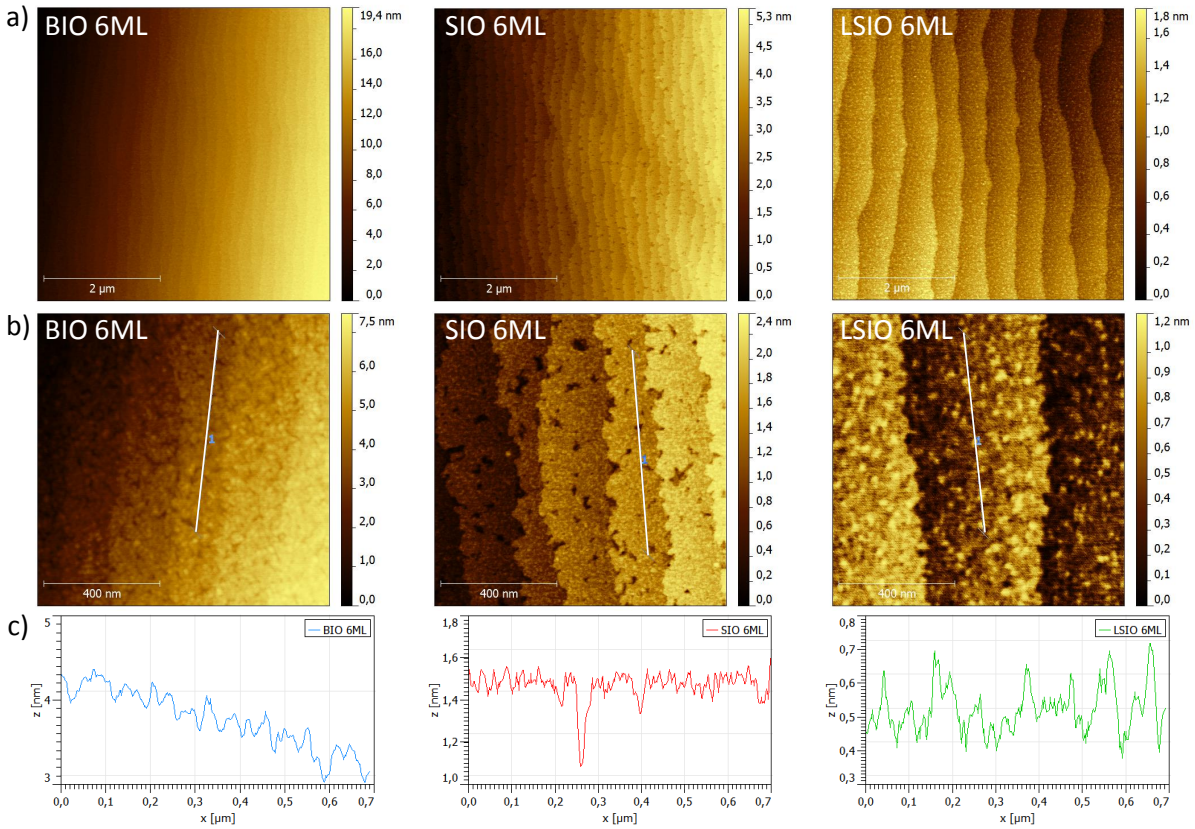 a)
BIO 6ML
19,4 nm
16,0
14,0
12,0
10,0
8,0
6,0
4,0
2,0
0,0
2 µm
SIO 6ML
5,3 nm
4,5
4,0
3,5
3,0
2,5
2,0
1,5
1,0
0,5
0,0
2 µm
LSIO 6ML
1,8 nm
1,6
1,4
1,2
1,0
0,8
0,6
0,4
0,2
0,0
2 µm
b)
BIO 6ML
7,5 nm
6,0
5,0
4,0
3,0
2,0
1,0
0,0
1
400 nm
SIO 6ML
2,4 nm
2,0
1,8
1,6
1,4
1,2
1,0
0,8
0,6
0,4
0,2
0,0
1
400 nm
LSIO 6ML
1,2 nm
1,0
0,9
0,8
0,7
0,6
0,5
0,4
0,3
0,2
0,1
0,0
1
400 nm
c)
BIO 6ML
5
4
3
z [nm]
0,0 0,1 0,2 0,3 0,4 0,5 0,6 0,7
x [µm]
SIO 6ML
1,8
1,6
1,4
1,2
1,0
z [nm]
0,0 0,1 0,2 0,3 0,4 0,5 0,6 0,7
x [µm]
LSIO 6ML
0,8
0,7
0,6
0,5
0,4
0,3
z [nm]
0,0 0,1 0,2 0,3 0,4 0,5 0,6 0,7
x [µm]